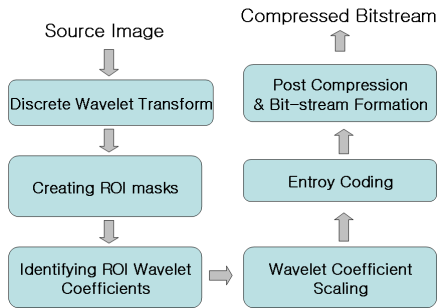 Source Image
Discrete Wavelet Transform
Creating ROI masks
Identifying ROI Wavelet
Coefficients
Wavelet Coefficient
Scaling
Entroy Coding
Post Compression
& Bit-stream Formation
Compressed Bitstream